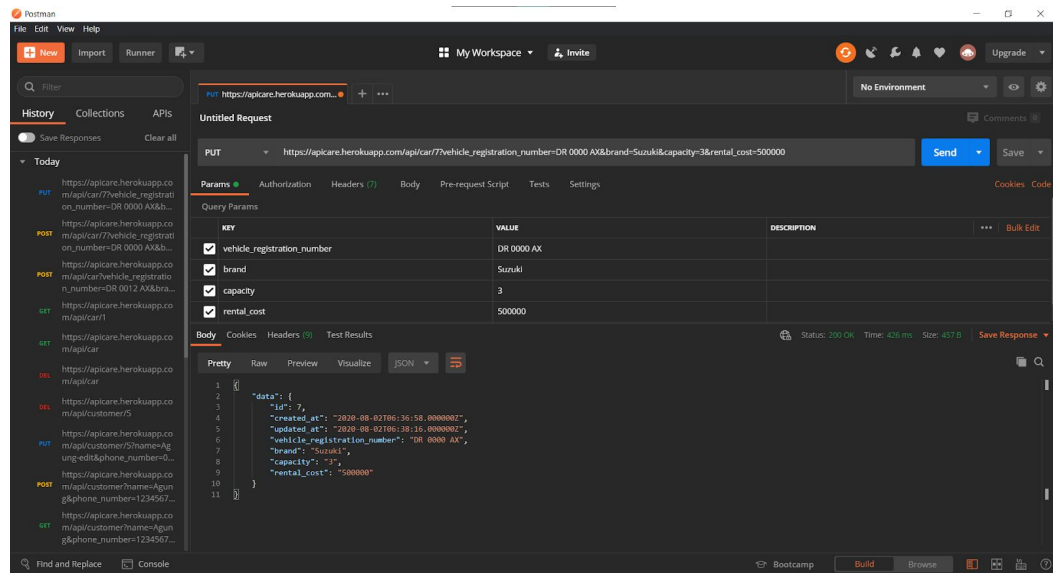 Postman
File Edit View Help
New Import Runner My Workspace Invite Upgrade
Filter
PUT https://apicare.herokuapp.com... + ••• No Environment
History Collections APIs
Untitled Request Comments 0
Save Responses Clear all
PUT https://apicare.herokuapp.com/api/car/7?vehicle_registration_number=DR 0000 AX&brand=Suzuki&capacity=3&rental_cost=500000 Send Save
Today
PUT https://apicare.herokuapp.co
m/api/car/7?vehicle_registrati
on_number=DR 0000 AX&b...
POST https://apicare.herokuapp.co
m/api/car/7?vehicle_registrati
on_number=DR 0000 AX&b...
POST https://apicare.herokuapp.co
m/api/car?vehicle_registratio
n_number=DR 0012 AX&bra...
GET https://apicare.herokuapp.co
m/api/car/1
GET https://apicare.herokuapp.co
m/api/car
DEL https://apicare.herokuapp.co
m/api/car
DEL https://apicare.herokuapp.co
m/api/customer/5
PUT https://apicare.herokuapp.co
m/api/customer/5?name=Ag
ung-edit&phone_number=0...
POST https://apicare.herokuapp.co
m/api/customer?name=Agun
g&phone_number=1234567...
GET https://apicare.herokuapp.co
m/api/customer?name=Agun
g&phone_number=1234567...
Params Authorization Headers (7) Body Pre-request Script Tests Settings Cookies Code
Query Params
KEY VALUE DESCRIPTION ••• Bulk Edit
vehicle_registration_number DR 0000 AX
brand Suzuki
capacity 3
rental_cost 500000
Body Cookies Headers (9) Test Results Status: 200 OK Time: 426 ms Size: 457 B Save Response
Pretty Raw Preview Visualize JSON
1 {
2 "data": {
3 "id": 7,
4 "created_at": "2020-08-02T06:36:58.000000Z",
5 "updated_at": "2020-08-02T06:38:16.000000Z",
6 "vehicle_registration_number": "DR 0000 AX",
7 "brand": "Suzuki",
8 "capacity": "3",
9 "rental_cost": "500000"
10 }
11 }
Find and Replace Console Bootcamp Build Browse